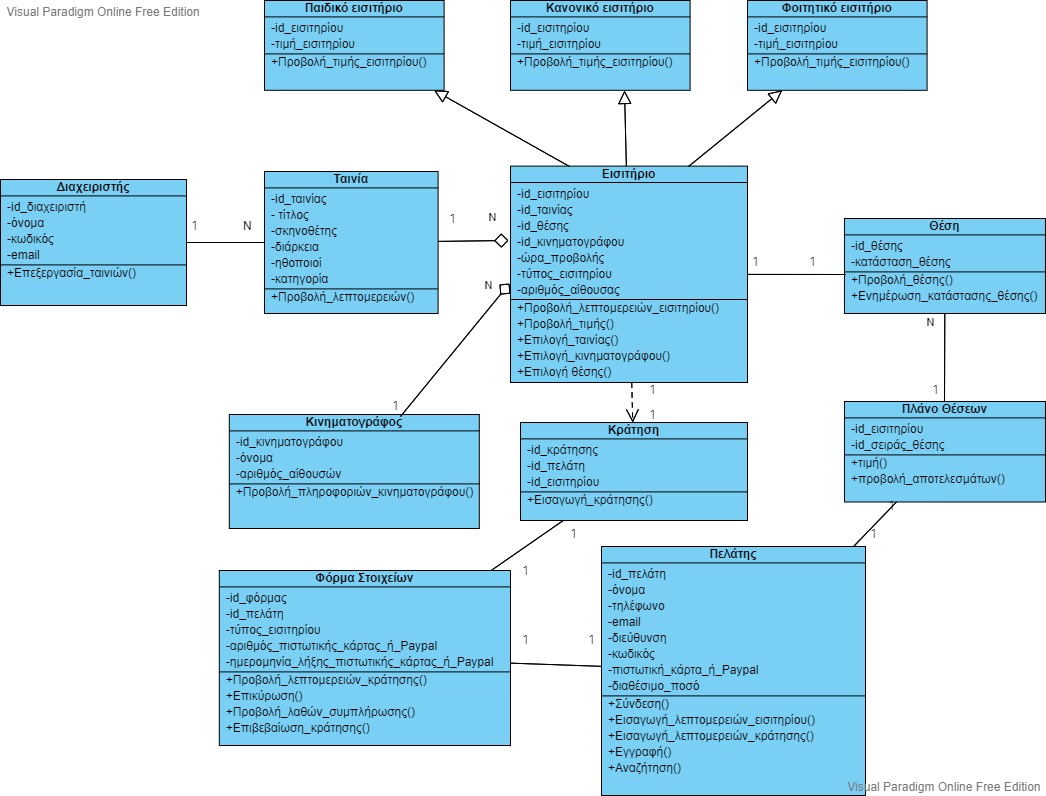 Visual Paradigm Online Free Edition
Παιδικό εισιτήριο
-id_εισιτηρίου
-τιμή_εισιτηρίου
+Προβολή_τιμής_εισιτηρίου()
Κανονικό εισιτήριο
-id_εισιτηρίου
-τιμή_εισιτηρίου
+Προβολή_τιμής_εισιτηρίου()
Φοιτητικό εισιτήριο
-id_εισιτηρίου
-τιμή_εισιτηρίου
+Προβολή_τιμής_εισιτηρίου()
Διαχειριστής
-id_διαχειριστή
-όνομα
-κωδικός
-email
+Επεξεργασία_ταινιών()
1
N
Ταινία
-id_ταινίας
- τίτλος
-σκηνοθέτης
-διάρκεια
-ηθοποιοί
-κατηγορία
+Προβολή_λεπτομερειών()
1
N
Εισιτήριο
-id_εισιτηρίου
-id_ταινίας
-id_θέσης
-id_κινηματογράφου
-ώρα_προβολής
-τύπος_εισιτηρίου
-αριθμός_αίθουσας
+Προβολή_λεπτομερειών_εισιτηρίου()
+Προβολή_τιμής()
+Επιλογή_ταινίας()
+Επιλογή_κινηματογράφου()
+Επιλογή θέσης()
1
1
Θέση
-id_θέσης
-κατάσταση_θέσης
+Προβολή_θέσης()
+Ενημέρωση_κατάστασης_θέσης()
N
1
N
1
Κινηματογράφος
-id_κινηματογράφου
-όνομα
-αριθμός_αίθουσών
+Προβολή_πληροφοριών_κινηματογράφου()
1
1
Κράτηση
-id_κράτησης
-id_πελάτη
-id_εισιτηρίου
+Εισαγωγή_κράτησης()
Πλάνο Θέσεων
-id_εισιτηρίου
-id_σειράς_θέσης
+τιμή()
+προβολή_αποτελεσμάτων()
1
1
1
1
Φόρμα Στοιχείων
-id_φόρμας
-id_πελάτη
-τύπος_εισιτηρίου
-αριθμός_πιστωτικής_κάρτας_ή_Paypal
-ημερομηνία_λήξης_πιστωτικής_κάρτας_ή_Paypal
+Προβολή_λεπτομερειών_κράτησης()
+Επικύρωση()
+Προβολή_λαθών_συμπλήρωσης()
+Επιβεβαίωση_κράτησης()
1
1
Πελάτης
-id_πελάτη
-όνομα
-τηλέφωνο
-email
-διεύθυνση
-κωδικός
-πιστωτική_κάρτα_ή_Paypal
-διαθέσιμο_ποσό
+Σύνδεση()
+Εισαγωγή_λεπτομερειών_εισιτηρίου()
+Εισαγωγή_λεπτομερειών_κράτησης()
+Εγγραφή()
+Αναζήτηση()
Visual Paradigm Online Free Edition